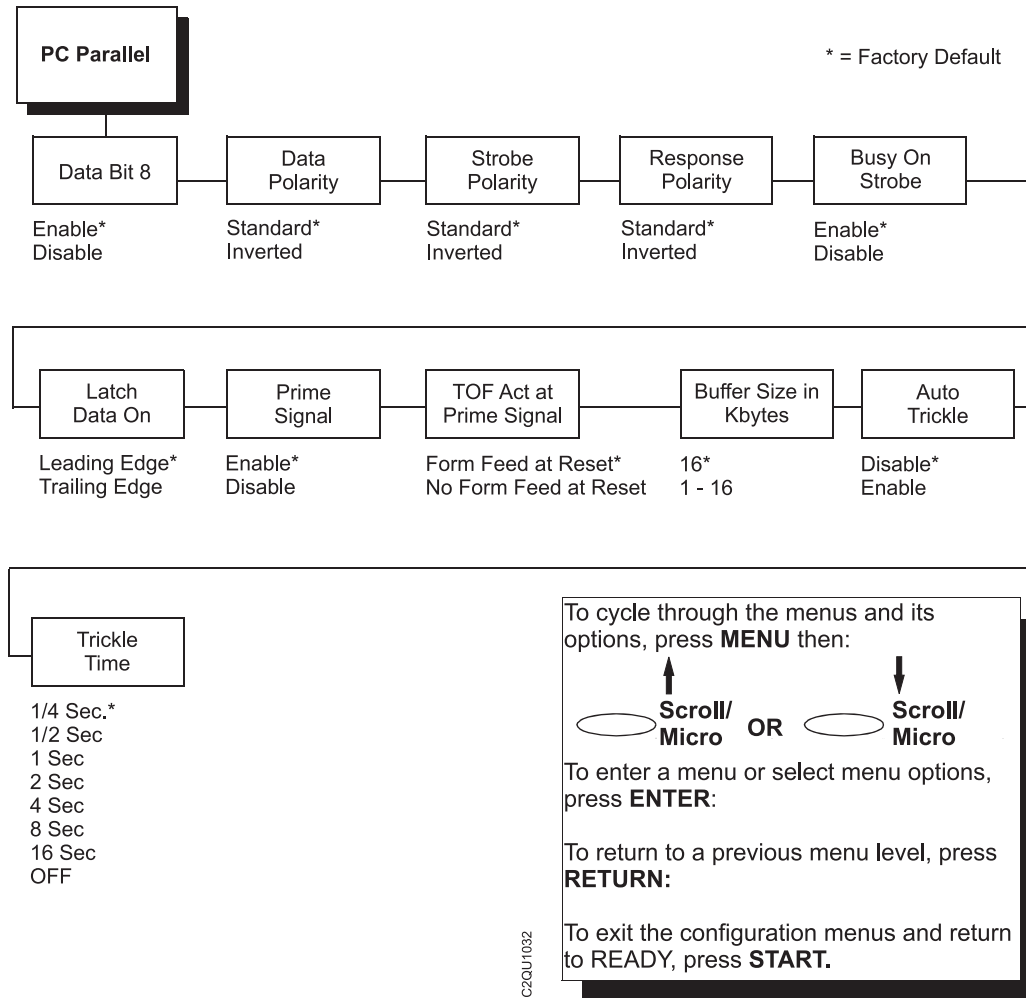 PC Parallel
* = Factory Default
Data Bit 8
Enable*
Disable
Data
Polarity
Standard*
Inverted
Strobe
Polarity
Standard*
Inverted
Response
Polarity
Standard*
Inverted
Busy On
Strobe
Enable*
Disable
Latch
Data On
Leading Edge*
Trailing Edge
Prime
Signal
Enable*
Disable
TOF Act at
Prime Signal
Form Feed at Reset*
No Form Feed at Reset
Buffer Size in
Kbytes
16*
1 - 16
Auto
Trickle
Disable*
Enable
Trickle
Time
1/4 Sec.*
1/2 Sec
1 Sec
2 Sec
4 Sec
8 Sec
16 Sec
OFF
To cycle through the menus and its
options, press MENU then:
Scroll/
Micro
OR
Scroll/
Micro
To enter a menu or select menu options,
press ENTER:
To return to a previous menu level, press
RETURN:
To exit the configuration menus and return
to READY, press START.
C2QU1032